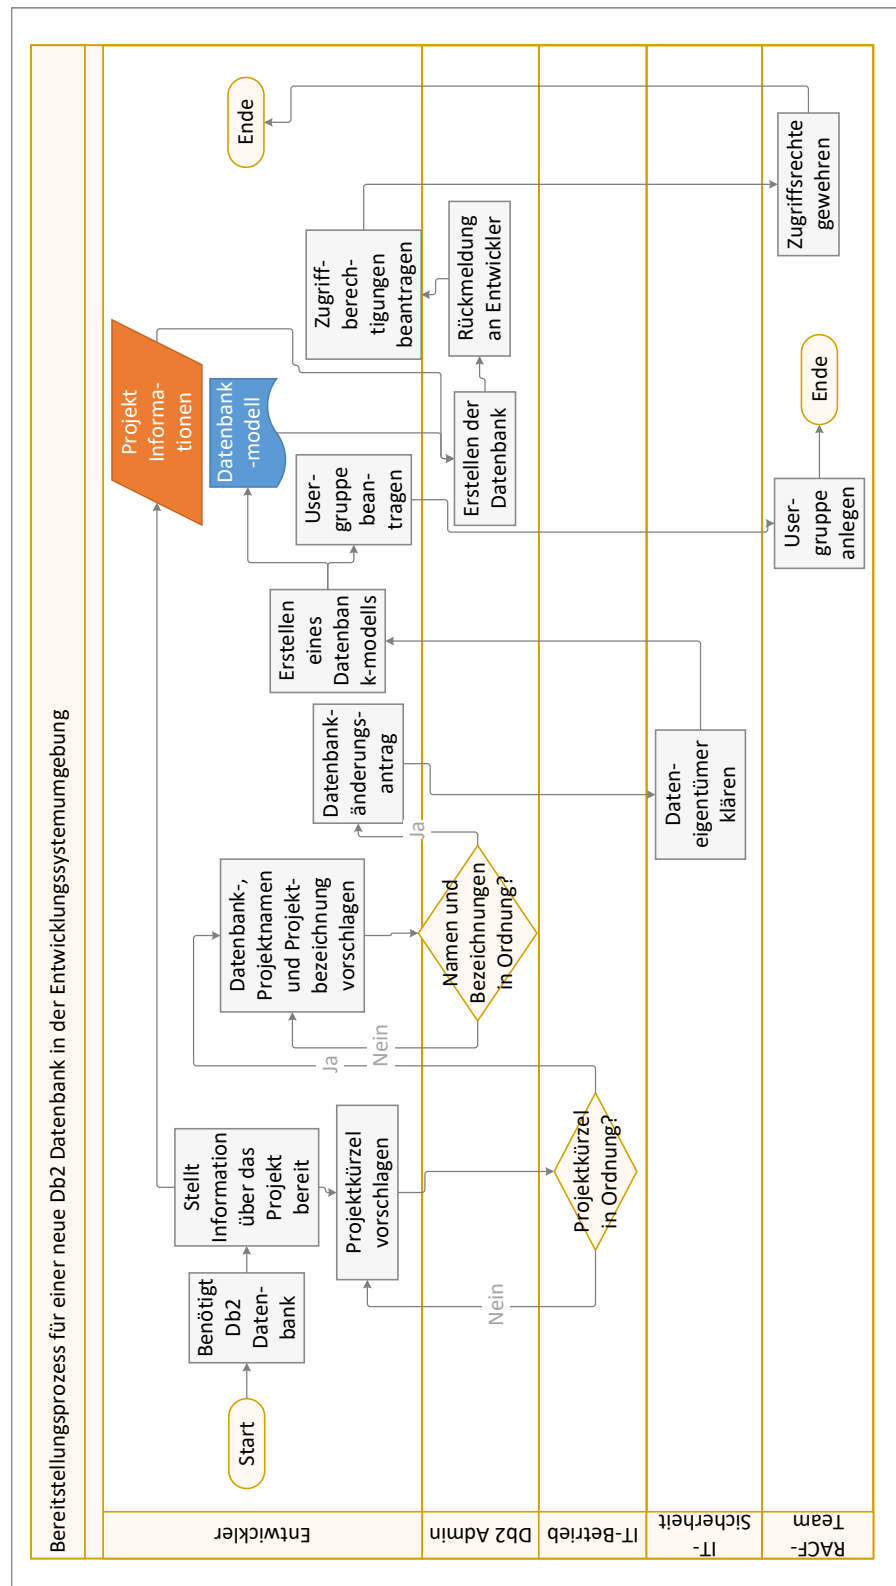 Bereitstellungsprozess für einer neue Db2 Datenbank in der Entwicklungssystemumgebung
Entwickler
Start
Benötigt
Db2
Daten-
bank
Stellt
Information
über das
Projekt
bereit
Projektkürzel
vorschlagen
Nein
Ja
Datenbank-,
Projektnamen
und Projekt-
bezeichnung
vorschlagen
Nein
Ja
Datenbank-
änderungs-
antrag
Erstellen
eines
Datenban
k-modells
User-
gruppe
bean-
tragen
Projekt
Informa-
tionen
Datenbank
-modell
Zugriff-
berech-
tigungen
beantragen
Ende
Db2 Admin
Namen und
Bezeichnungen
in Ordnung?
Erstellen der
Datenbank
Rückmeldung
an Entwickler
IT-Betrieb
Projektkürzel
in Ordnung?
IT-
Sicherheit
Daten-
eigentümer
klären
RACF-
Team
User-
gruppe
anlegen
Ende
Zugriffsrechte
gewehren